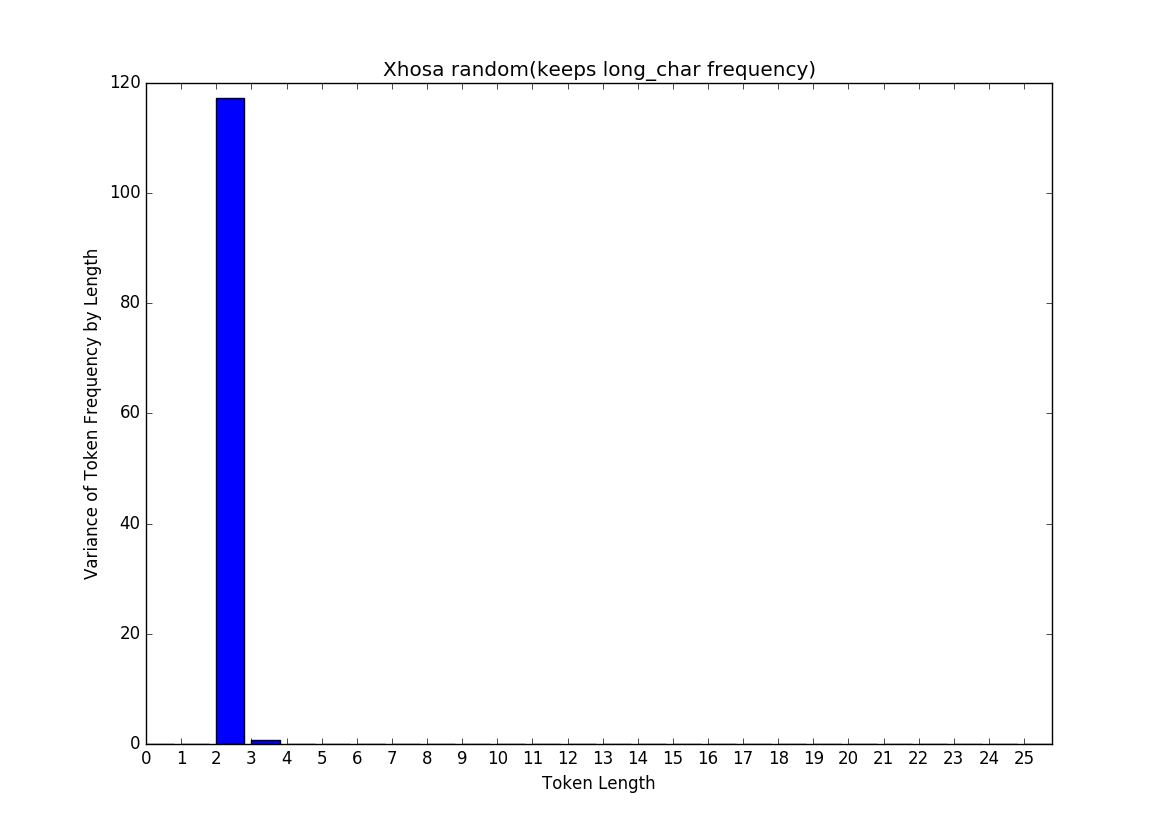 Xhosa random(keeps long_char frequency)
120
100
80
60
40
20
0
Variance of Token Frequency by Length
0 1 2 3 4 5 6 7 8 9 10 11 12 13 14 15 16 17 18 19 20 21 22 23 24 25
Token Length